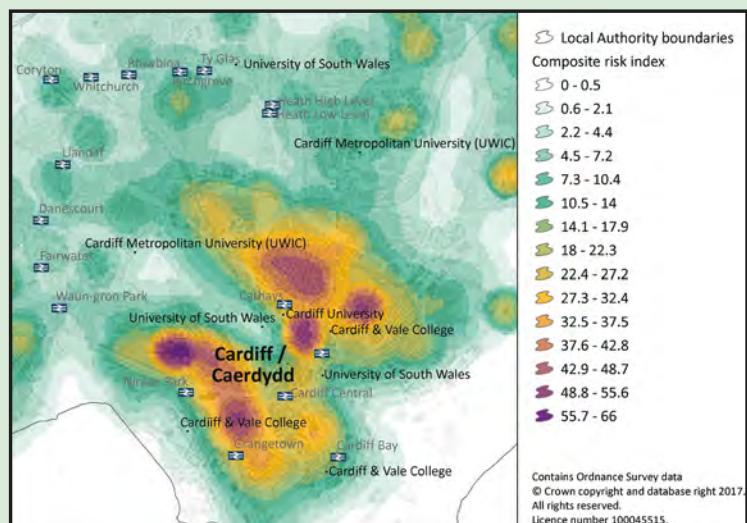 Coryton
Whitchurch
Rhiwbina
Birchgrove
Ty Glas
University of South Wales
Heath High Level
Heath Low Level
Cardiff Metropolitan University (UWIC)
Llandaf
Danescourt
Cardiff Metropolitan University (UWIC)
Fairwater
Waun-gron Park
Cathays
Cardiff University
University of South Wales
Cardiff & Vale College
Cardiff /
Caerdydd
University of South Wales
Ninian Park
Cardiff Central
Cardiff & Vale College
Grangetown
Cardiff Bay
Cardiff & Vale College
Local Authority boundaries
Composite risk index
0 - 0.5
0.6 - 2.1
2.2 - 4.4
4.5 - 7.2
7.3 - 10.4
10.5 - 14
14.1 - 17.9
18 - 22.3
22.4 - 27.2
27.3 - 32.4
32.5 - 37.5
37.6 - 42.8
42.9 - 48.7
48.8 - 55.6
55.7 - 66
Contains Ordnance Survey data
© Crown copyright and database right 2017.
All rights reserved.
Licence number 100045515.